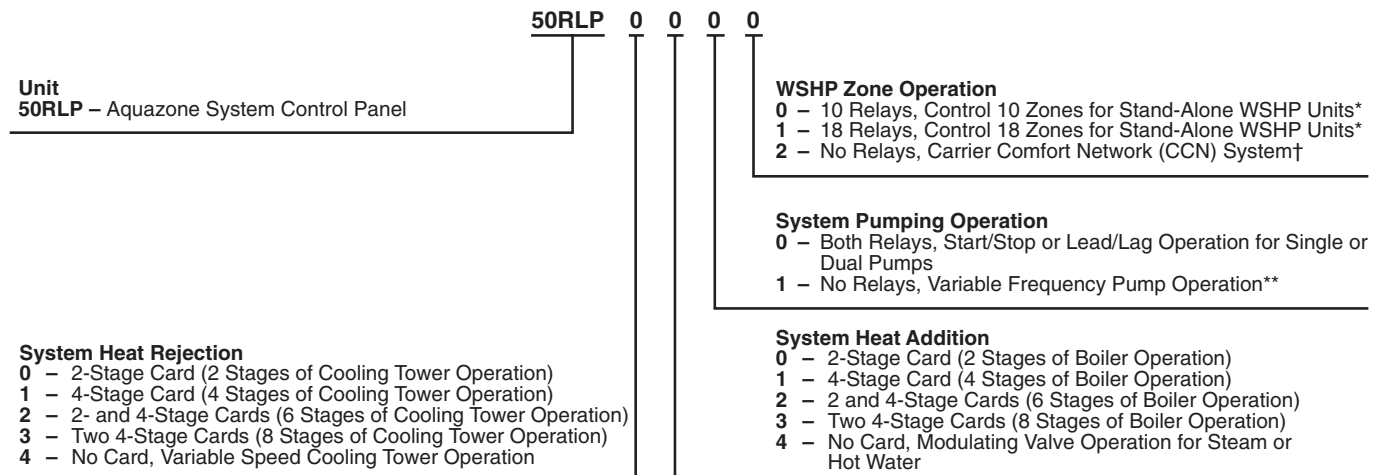 50RLP 0 0 0 0
Unit
50RLP – Aquazone System Control Panel
WSHP Zone Operation
0 – 10 Relays, Control 10 Zones for Stand-Alone WSHP Units*
1 – 18 Relays, Control 18 Zones for Stand-Alone WSHP Units*
2 – No Relays, Carrier Comfort Network (CCN) System†
System Pumping Operation
0 – Both Relays, Start/Stop or Lead/Lag Operation for Single or
Dual Pumps
1 – No Relays, Variable Frequency Pump Operation**
System Heat Rejection
0 – 2-Stage Card (2 Stages of Cooling Tower Operation)
1 – 4-Stage Card (4 Stages of Cooling Tower Operation)
2 – 2- and 4-Stage Cards (6 Stages of Cooling Tower Operation)
3 – Two 4-Stage Cards (8 Stages of Cooling Tower Operation)
4 – No Card, Variable Speed Cooling Tower Operation
System Heat Addition
0 – 2-Stage Card (2 Stages of Boiler Operation)
1 – 4-Stage Card (4 Stages of Boiler Operation)
2 – 2 and 4-Stage Cards (6 Stages of Boiler Operation)
3 – Two 4-Stage Cards (8 Stages of Boiler Operation)
4 – No Card, Modulating Valve Operation for Steam or
Hot Water